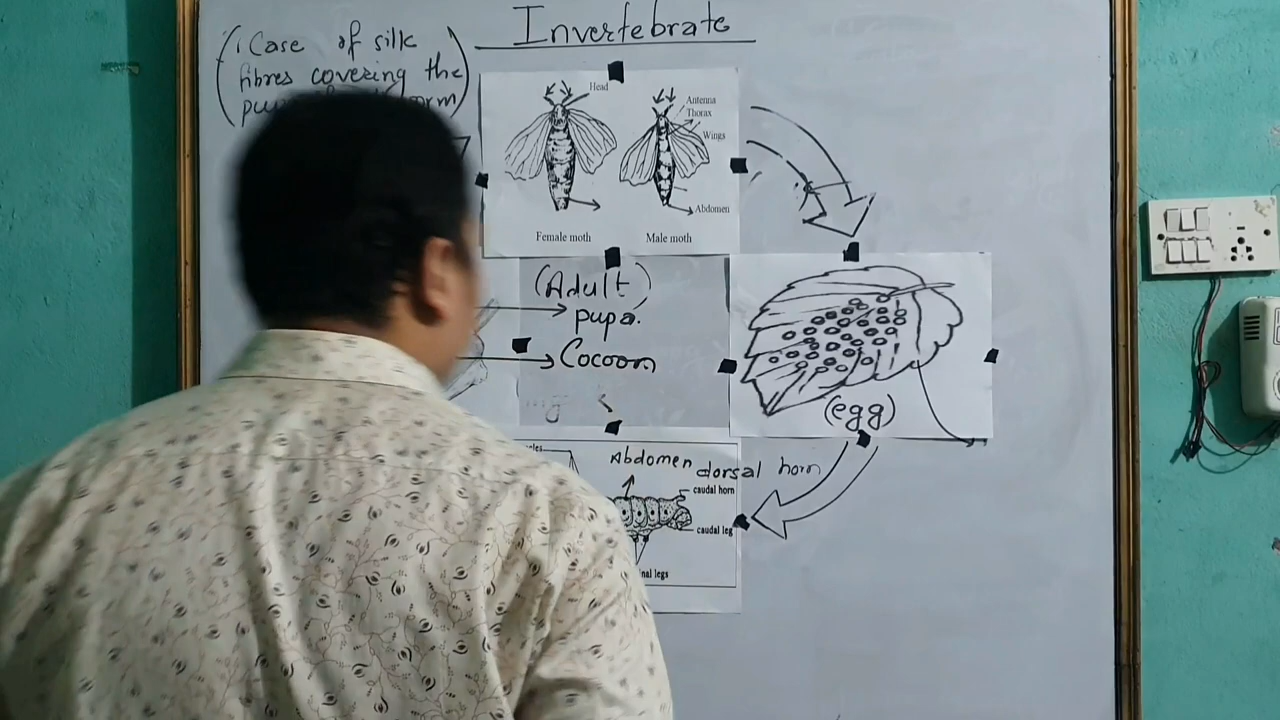 Invertebrate
(1 Case of silk
fibres covering the
Head
Antenna
Thorax
Wings
Abdomen
Female moth
Male moth
(Adult)
pupa.
Cocoon
(egg)
Abdomen
dorsal horn
caudal horn
caudal leg